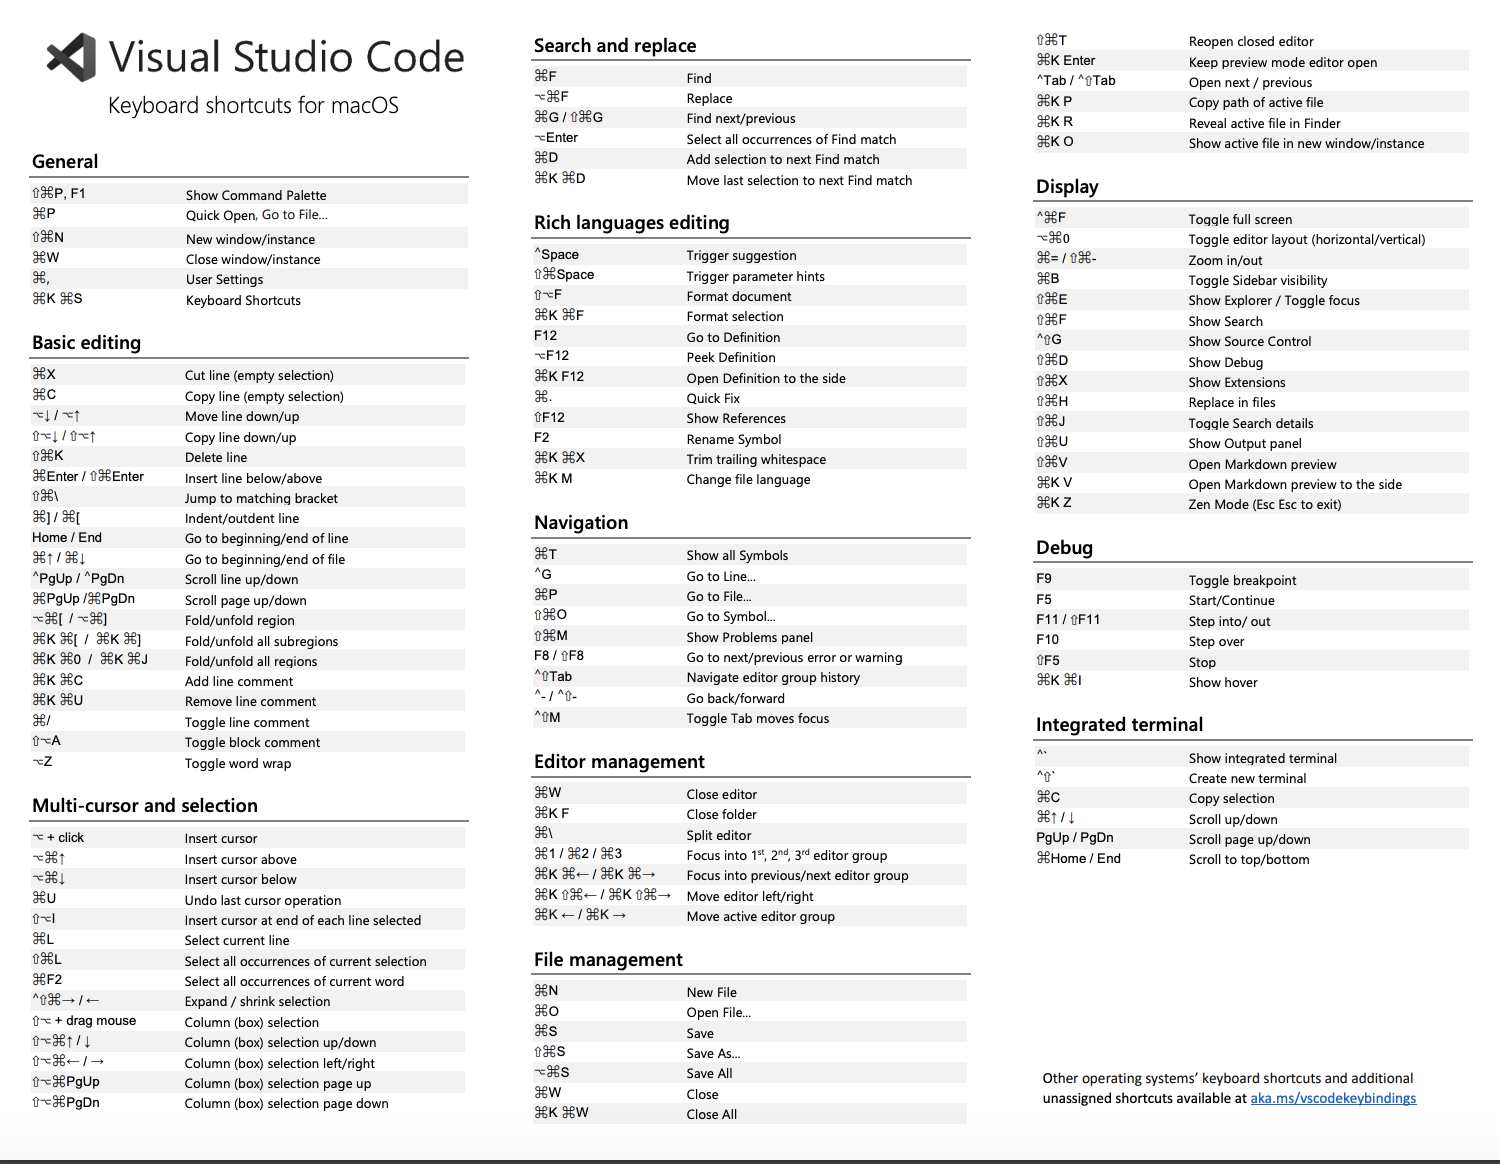 Visual Studio Code
Keyboard shortcuts for macOS
General
⇧⌘P, F1 Show Command Palette
⌘P Quick Open, Go to File…
⇧⌘N New window/instance
⌘W Close window/instance
⌘, User Settings
⌘K ⌘S Keyboard Shortcuts
Basic editing
⌘X Cut line (empty selection)
⌘C Copy line (empty selection)
⌥↓ / ⌥↑ Move line down/up
⇧⌥↓ / ⇧⌥↑ Copy line down/up
⇧⌘K Delete line
⌘Enter / ⇧⌘Enter Insert line below/above
⇧⌘\ Jump to matching bracket
⌘] / ⌘[ Indent/outdent line
Home / End Go to beginning/end of line
⌘↑ / ⌘↓ Go to beginning/end of file
^PgUp / ^PgDn Scroll line up/down
⌘PgUp /⌘PgDn Scroll page up/down
⌥⌘[ / ⌥⌘] Fold/unfold region
⌘K ⌘[ / ⌘K ⌘] Fold/unfold all subregions
⌘K ⌘0 / ⌘K ⌘J Fold/unfold all regions
⌘K ⌘C Add line comment
⌘K ⌘U Remove line comment
⌘/ Toggle line comment
⇧⌥A Toggle block comment
⌥Z Toggle word wrap
Multi-cursor and selection
⌥ + click Insert cursor
⌥⌘↑ Insert cursor above
⌥⌘↓ Insert cursor below
⌘U Undo last cursor operation
⇧⌥I Insert cursor at end of each line selected
⌘L Select current line
⇧⌘L Select all occurrences of current selection
⌘F2 Select all occurrences of current word
^⇧⌘→ / ← Expand / shrink selection
⇧⌥ + drag mouse Column (box) selection
⇧⌥⌘↑ / ↓ Column (box) selection up/down
⇧⌥⌘← / → Column (box) selection left/right
⇧⌥⌘PgUp Column (box) selection page up
⇧⌥⌘PgDn Column (box) selection page down
Search and replace
⌘F Find
⌥⌘F Replace
⌘G / ⇧⌘G Find next/previous
⌥Enter Select all occurrences of Find match
⌘D Add selection to next Find match
⌘K ⌘D Move last selection to next Find match
Rich languages editing
^Space Trigger suggestion
⇧⌘Space Trigger parameter hints
⇧⌥F Format document
⌘K ⌘F Format selection
F12 Go to Definition
⌥F12 Peek Definition
⌘K F12 Open Definition to the side
⌘. Quick Fix
⇧F12 Show References
F2 Rename Symbol
⌘K ⌘X Trim trailing whitespace
⌘K M Change file language
Navigation
⌘T Show all Symbols
^G Go to Line...
⌘P Go to File...
⇧⌘O Go to Symbol...
⇧⌘M Show Problems panel
F8 / ⇧F8 Go to next/previous error or warning
^⇧Tab Navigate editor group history
^- / ^⇧- Go back/forward
^⇧M Toggle Tab moves focus
Editor management
⌘W Close editor
⌘K F Close folder
⌘\ Split editor
⌘1 / ⌘2 / ⌘3 Focus into 1st, 2nd, 3rd editor group
⌘K ⌘← / ⌘K ⌘→ Focus into previous/next editor group
⌘K ⇧⌘← / ⌘K ⇧⌘→ Move editor left/right
⌘K ← / ⌘K → Move active editor group
File management
⌘N New File
⌘O Open File...
⌘S Save
⇧⌘S Save As...
⌥⌘S Save All
⌘W Close
⌘K ⌘W Close All
⇧⌘T Reopen closed editor
⌘K Enter Keep preview mode editor open
^Tab / ^⇧Tab Open next / previous
⌘K P Copy path of active file
⌘K R Reveal active file in Finder
⌘K O Show active file in new window/instance
Display
^⌘F Toggle full screen
⌥⌘0 Toggle editor layout (horizontal/vertical)
⌘= / ⇧⌘- Zoom in/out
⌘B Toggle Sidebar visibility
⇧⌘E Show Explorer / Toggle focus
⇧⌘F Show Search
^⇧G Show Source Control
⇧⌘D Show Debug
⇧⌘X Show Extensions
⇧⌘H Replace in files
⇧⌘J Toggle Search details
⇧⌘U Show Output panel
⇧⌘V Open Markdown preview
⌘K V Open Markdown preview to the side
⌘K Z Zen Mode (Esc Esc to exit)
Debug
F9 Toggle breakpoint
F5 Start/Continue
F11 / ⇧F11 Step into/ out
F10 Step over
⇧F5 Stop
⌘K ⌘I Show hover
Integrated terminal
^` Show integrated terminal
^⇧` Create new terminal
⌘C Copy selection
⌘↑ / ↓ Scroll up/down
PgUp / PgDn Scroll page up/down
⌘Home / End Scroll to top/bottom
Other operating systems’ keyboard shortcuts and additional
unassigned shortcuts available at aka.ms/vscodekeybindings